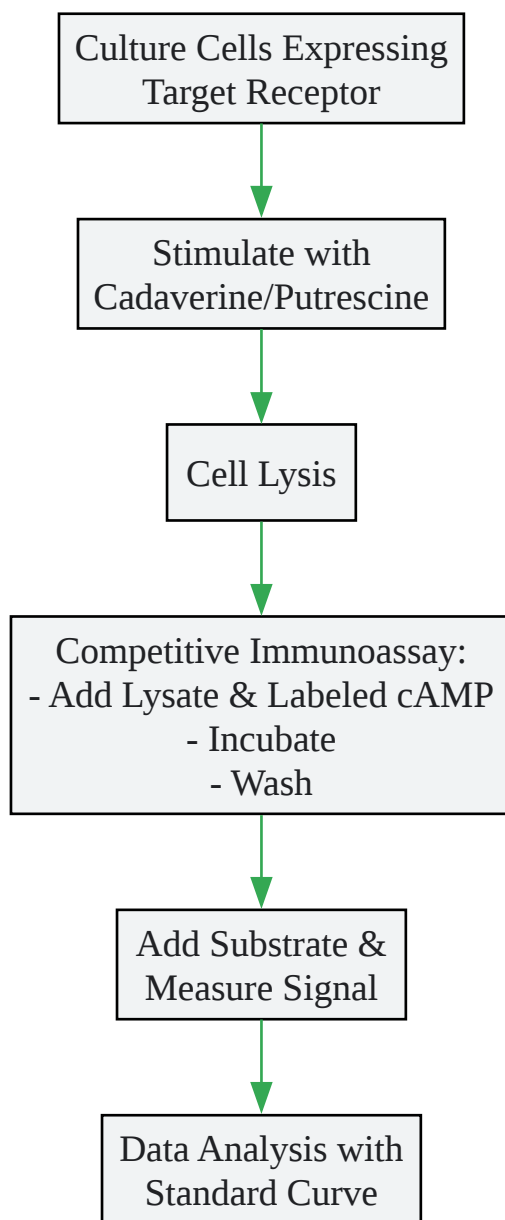 Culture Cells Expressing
Target Receptor
Stimulate with
Cadaverine/Putrescine
Cell Lysis
Competitive Immunoassay:
- Add Lysate & Labeled cAMP
- Incubate
- Wash
Add Substrate &
Measure Signal
Data Analysis with
Standard Curve